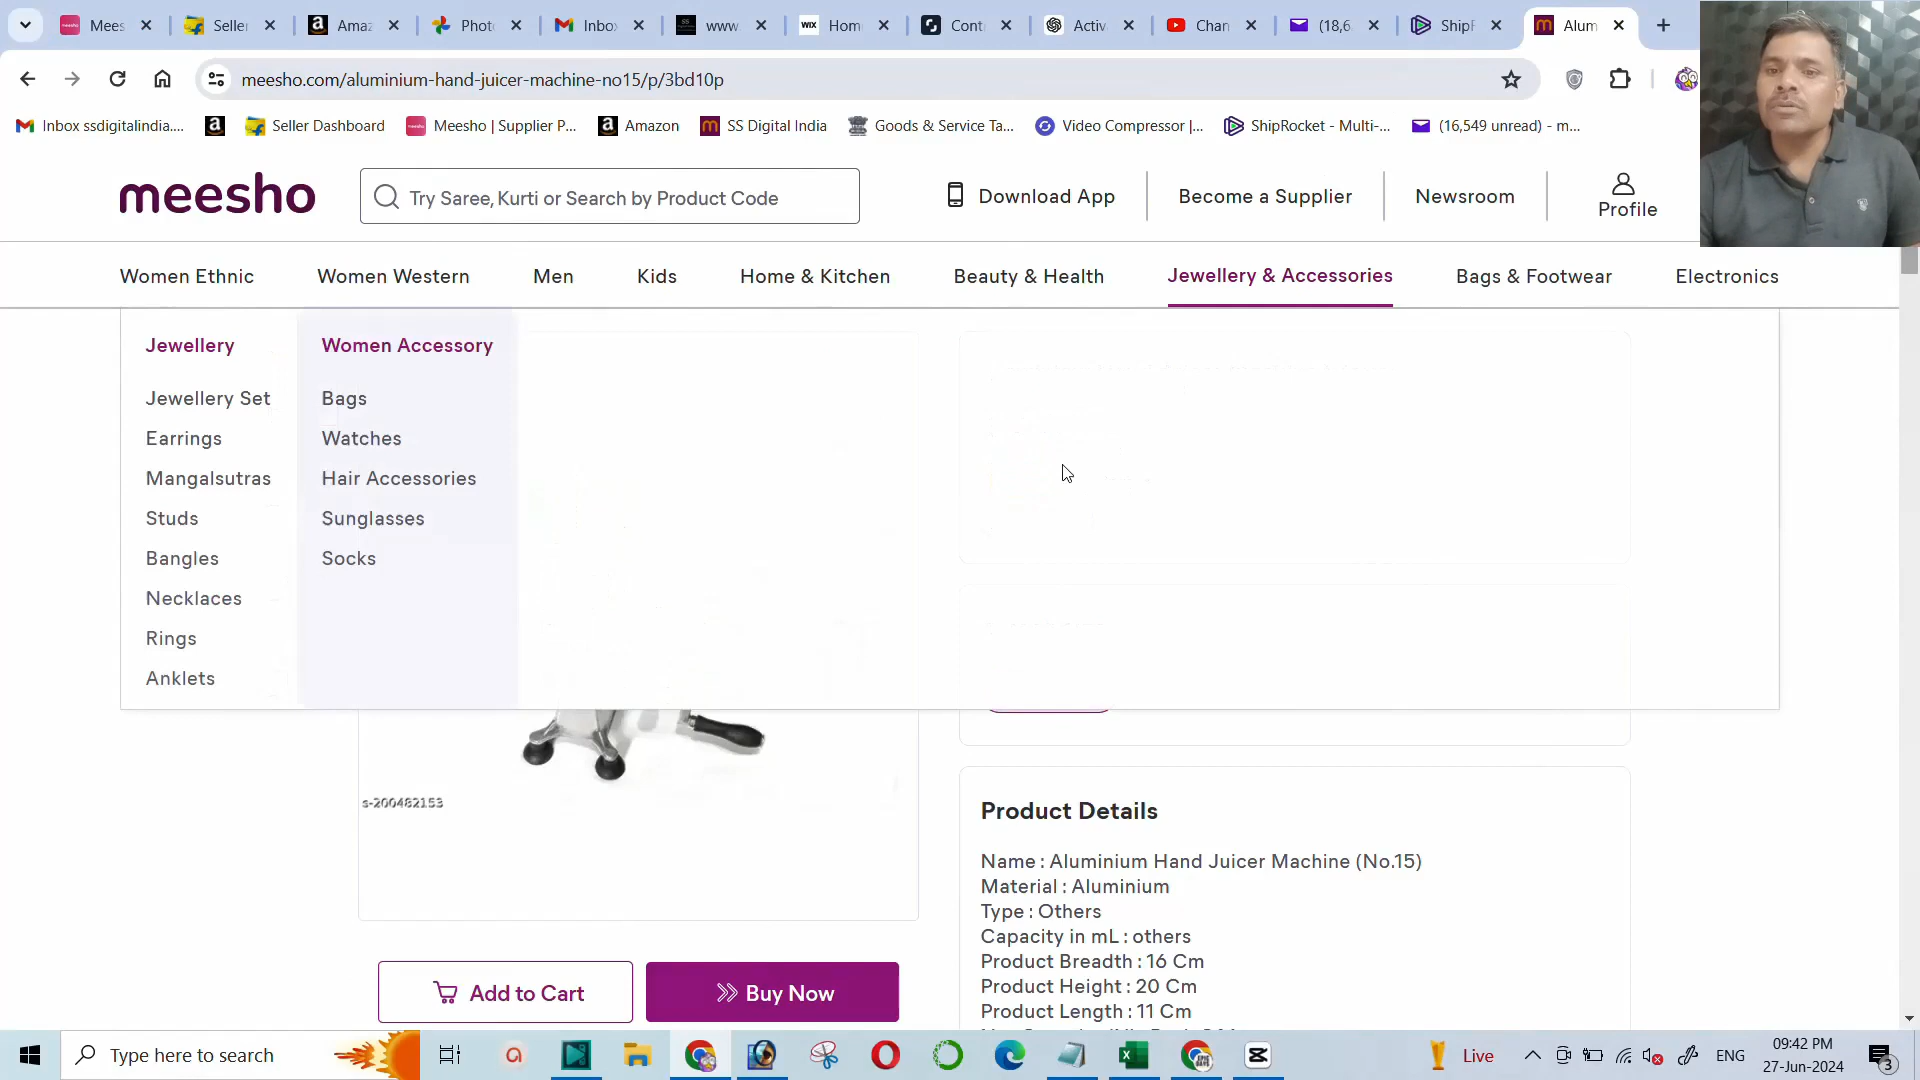 Mees
Seller
Amaz
Phot
Inbo
www
WIX Hom
Cont
Activ
Chan
(18,6
ShipF
Alum
meesho.com/aluminium-hand-juicer-machine-no15/p/3bd10p
Inbox ssdigitalindia....
Seller Dashboard
Meesho | Supplier P...
Amazon
SS Digital India
Goods & Service Ta...
Video Compressor |...
ShipRocket - Multi-...
(16,549 unread) - m...
meesho
Try Saree, Kurti or Search by Product Code
Download App
Become a Supplier
Newsroom
Profile
Women Ethnic
Women Western
Men
Kids
Home & Kitchen
Beauty & Health
Jewellery & Accessories
Bags & Footwear
Electronics
Jewellery
Jewellery Set
Earrings
Mangalsutras
Studs
Bangles
Necklaces
Rings
Anklets
Women Accessory
Bags
Watches
Hair Accessories
Sunglasses
Socks
s-200482153
Add to Cart
Buy Now
Product Details
Name : Aluminium Hand Juicer Machine (No.15)
Material : Aluminium
Type : Others
Capacity in mL : others
Product Breadth : 16 Cm
Product Height : 20 Cm
Product Length : 11 Cm
Type here to search
Live
ENG
09:42 PM
27-Jun-2024
3